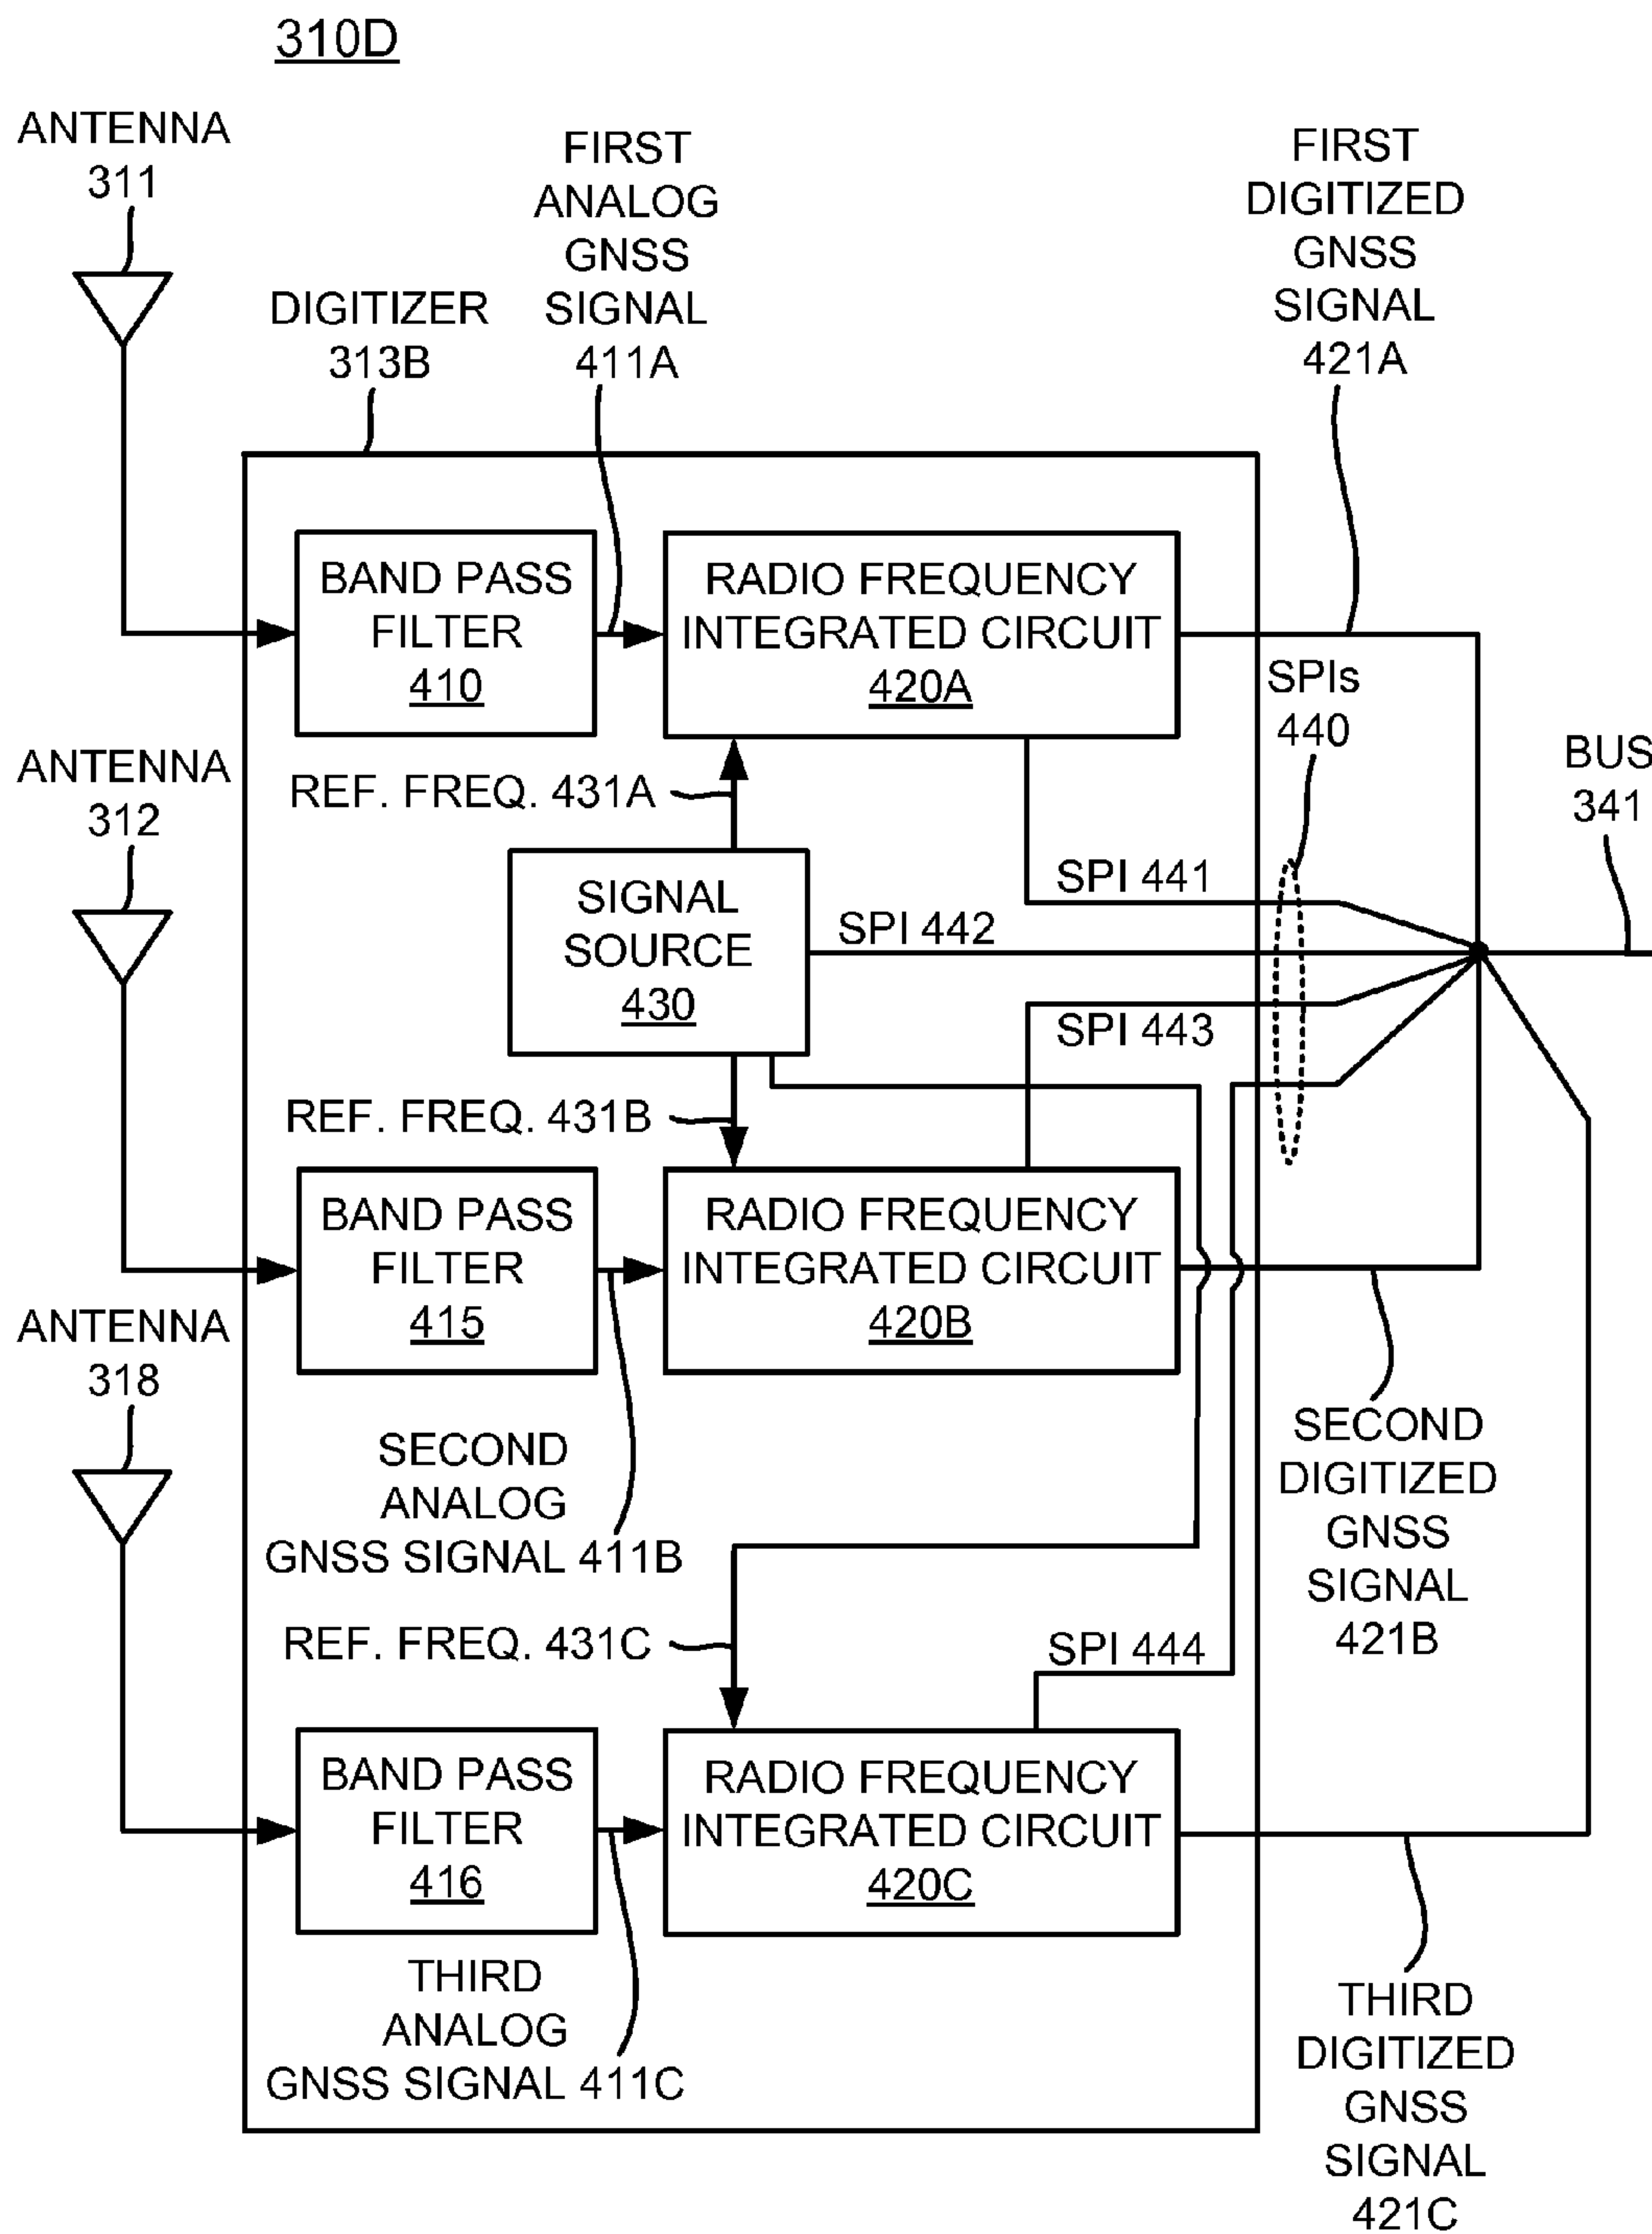 310D
ANTENNA
311
FIRST
ANALOG
GNSS
SIGNAL
411A
FIRST
DIGITIZED
GNSS
SIGNAL
421A
DIGITIZER
313B
BAND PASS
FILTER
410
RADIO FREQUENCY
INTEGRATED CIRCUIT
420A
SPIs
440
BUS
341
ANTENNA
312
REF. FREQ. 431A
SIGNAL
SOURCE
430
SPI 441
SPI 442
SPI 443
REF. FREQ. 431B
BAND PASS
FILTER
415
RADIO FREQUENCY
INTEGRATED CIRCUIT
420B
ANTENNA
318
SECOND
ANALOG
GNSS SIGNAL 411B
SECOND
DIGITIZED
GNSS
SIGNAL
421B
REF. FREQ. 431C
SPI 444
BAND PASS
FILTER
416
RADIO FREQUENCY
INTEGRATED CIRCUIT
420C
THIRD
ANALOG
GNSS SIGNAL 411C
THIRD
DIGITIZED
GNSS
SIGNAL
421C